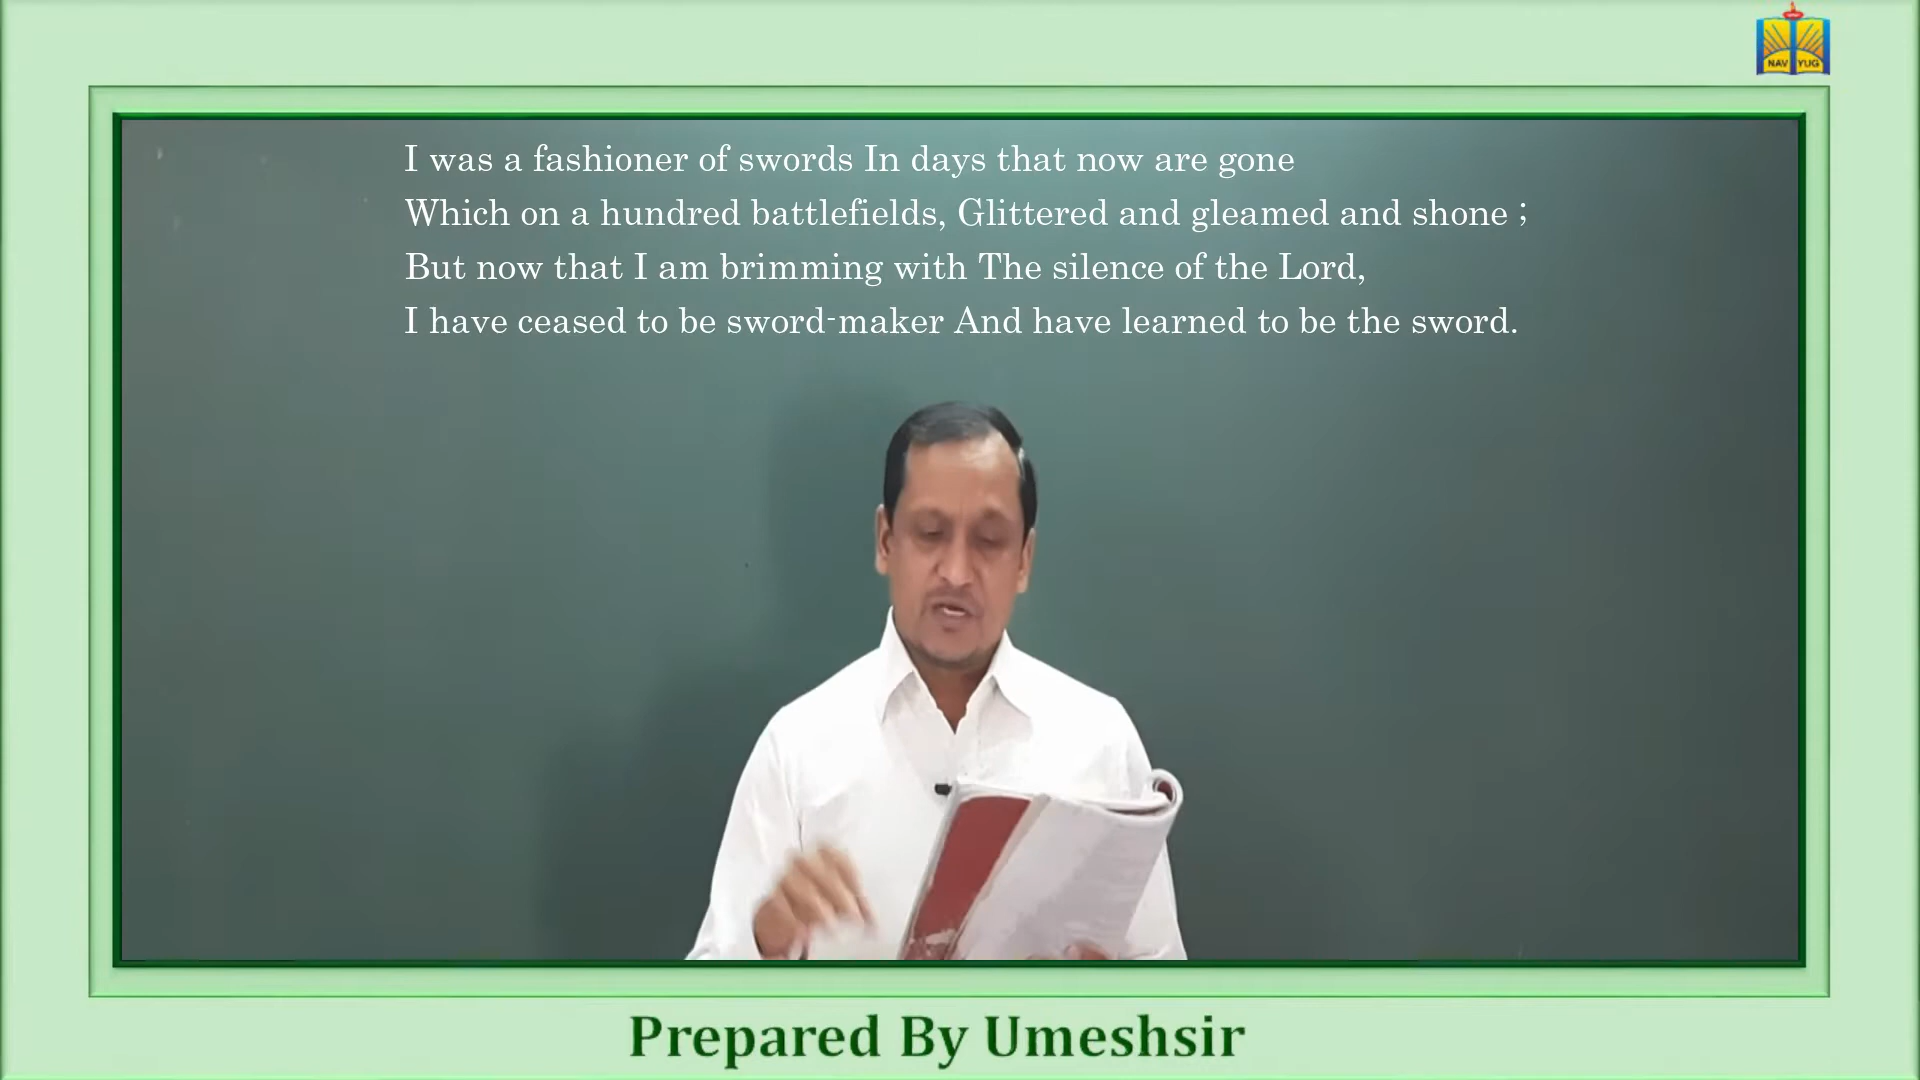 NAV YUG
I was a fashioner of swords In days that now are gone
Which on a hundred battlefields, Glittered and gleamed and shone ;
But now that I am brimming with The silence of the Lord,
I have ceased to be sword-maker And have learned to be the sword.
Prepared By Umeshsir